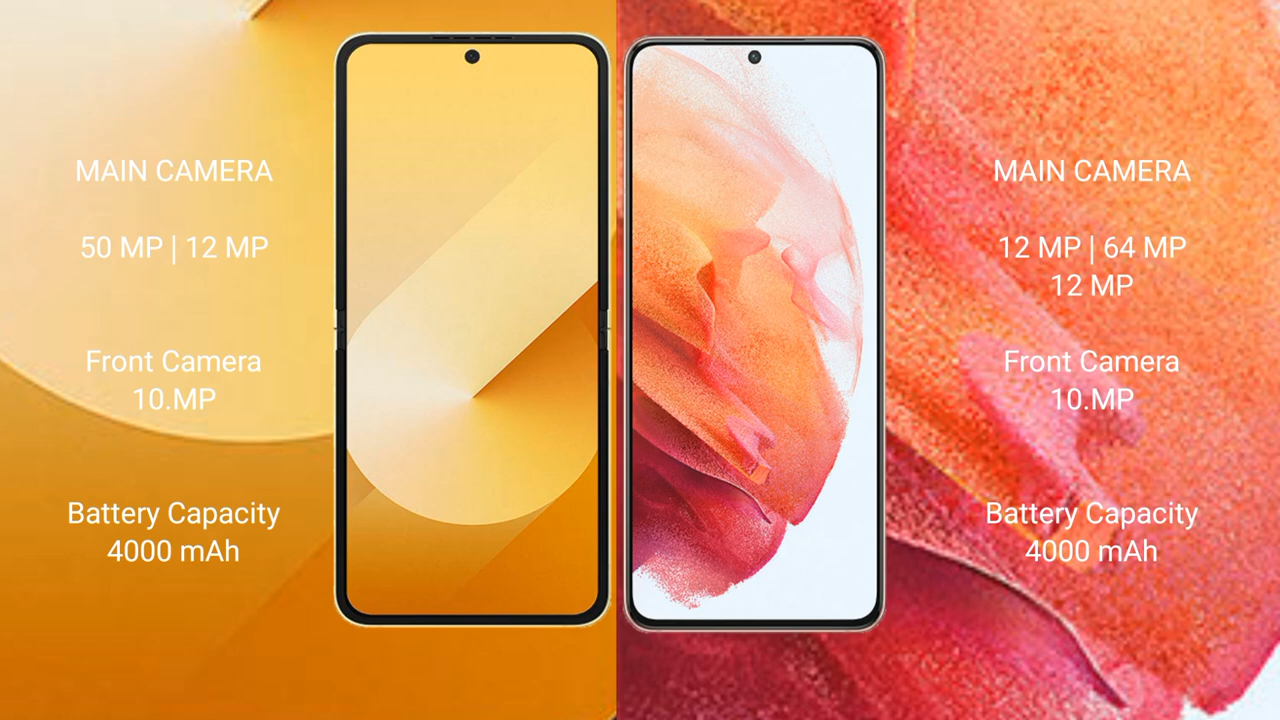 MAIN CAMERA
50 MP | 12 MP
Front Camera
10.MP
Battery Capacity
4000 mAh
MAIN CAMERA
12 MP | 64 MP
12 MP
Front Camera
10.MP
Battery Capacity
4000 mAh